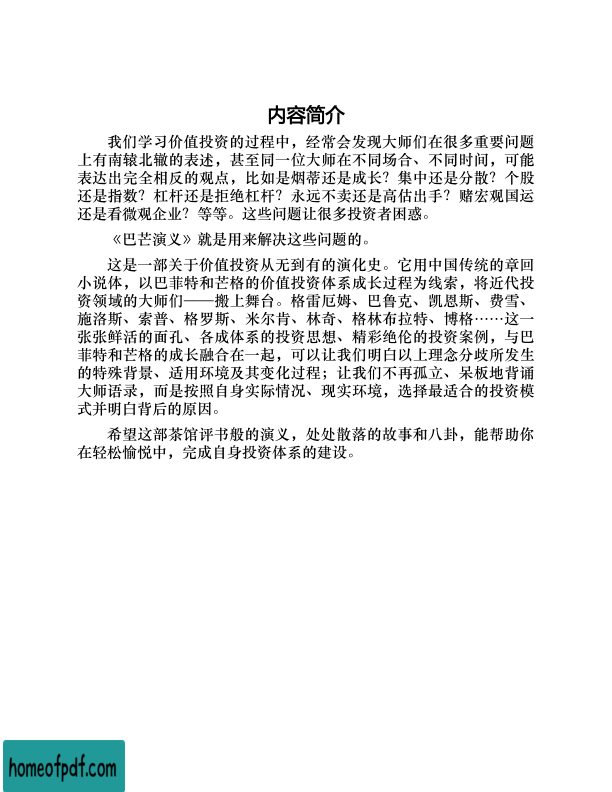 内容简介
我们学习价值投资的过程中，经常会发现大师们在很多重要问题
上有南辕北辙的表述，甚至同一位大师在不同场合、不同时间，可能
表达出完全相反的观点，比如是烟蒂还是成长？集中还是分散？个股
还是指数？杠杆还是拒绝杠杆？永远不卖还是高估出手？赌宏观国运
还是看微观企业？等等。这些问题让很多投资者困惑。
《巴芒演义》就是用来解决这些问题的。
这是一部关于价值投资从无到有的演化史。它用中国传统的章回
小说体，以巴菲特和芒格的价值投资体系成长过程为线索，将近代投
资领域的大师们——搬上舞台。格雷厄姆、巴鲁克、凯恩斯、费雪、
施洛斯、索普、格罗斯、米尔肯、林奇、格林布拉特、博格……这一
张张鲜活的面孔、各成体系的投资思想、精彩绝伦的投资案例，与巴
菲特和芒格的成长融合在一起，可以让我们明白以上理念分歧所发生
的特殊背景、适用环境及其变化过程；让我们不再孤立、呆板地背诵
大师语录，而是按照自身实际情况、现实环境，选择最适合的投资模
式并明白背后的原因。
希望这部茶馆评书般的演义，处处散落的故事和八卦，能帮助你
在轻松愉悦中，完成自身投资体系的建设。
homeofpdf.com